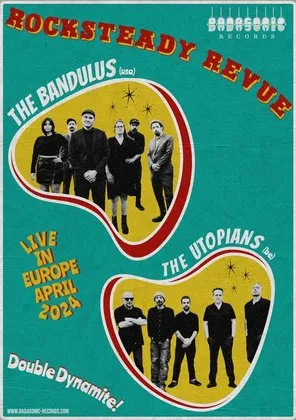 ROCKSTEADY REVUE
BADASONIC
RECORDS
THE BANDULUS (USA)
LIVE
IN
EUROPE
APRIL
2024
THE UTOPIANS (be)
Double Dynamite!
WWW.BADASONIC-RECORDS.COM